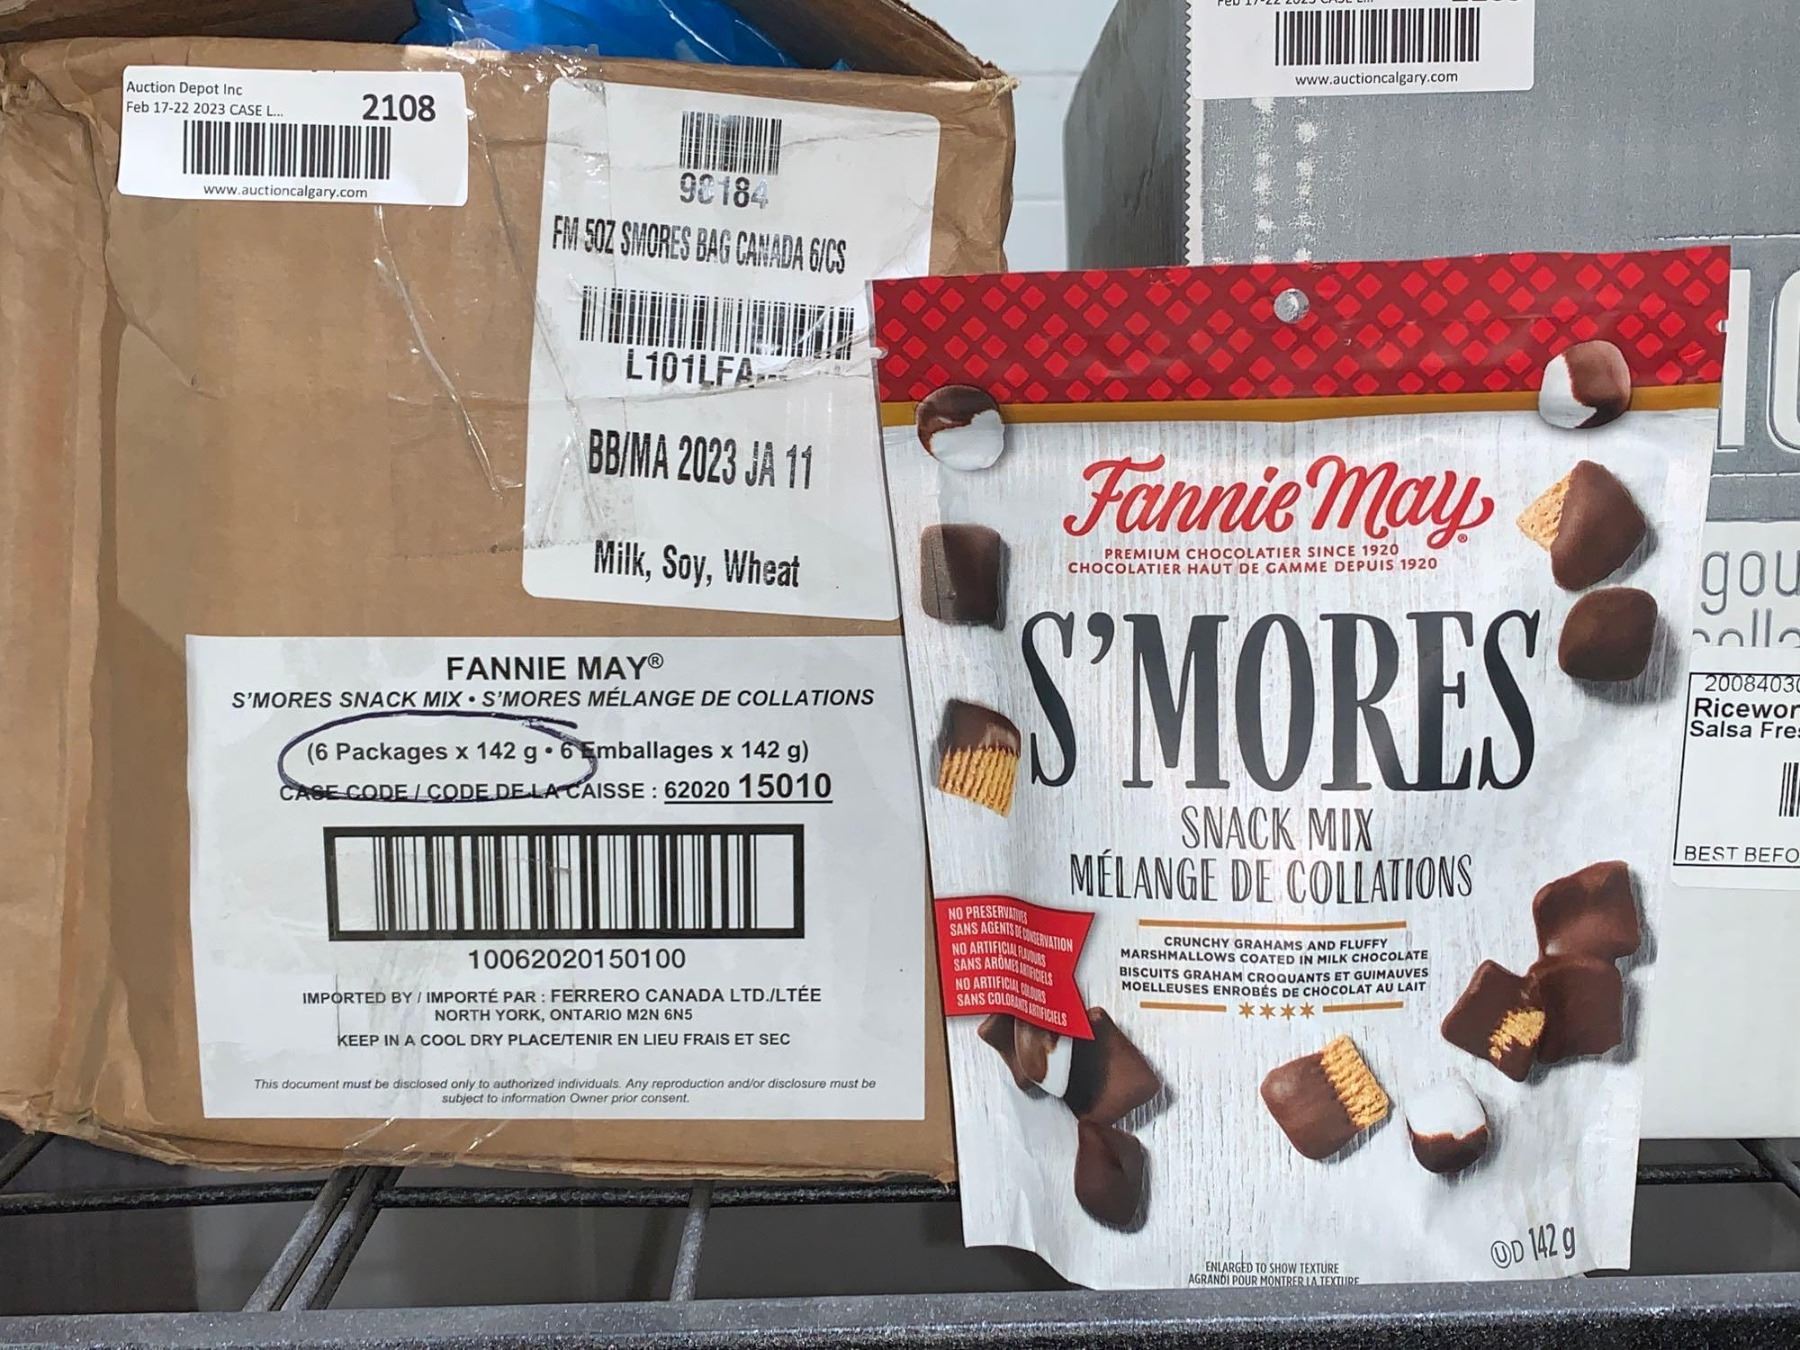 Auction Depot Inc
Feb 17-22 2023 CASE L...
2108
www.auctioncalgary.com
98184
FM 5OZ SMORES BAG CANADA 6/CS
L101LFA
BB/MA 2023 JA 11
Milk, Soy, Wheat
FANNIE MAY®
S'MORES SNACK MIX • S'MORES MÉLANGE DE COLLATIONS
(6 Packages x 142 g • 6 Emballages x 142 g)
CASE CODE / CODE DE LA CAISSE : 62020 15010
10062020150100
IMPORTED BY / IMPORTÉ PAR : FERRERO CANADA LTD./LTÉE
NORTH YORK, ONTARIO M2N 6N5
KEEP IN A COOL DRY PLACE/TENIR EN LIEU FRAIS ET SEC
This document must be disclosed only to authorized individuals. Any reproduction and/or disclosure must be
subject to information Owner prior consent.
Fannie May®
PREMIUM CHOCOLATIER SINCE 1920
CHOCOLATIER HAUT DE GAMME DEPUIS 1920
S'MORES
SNACK MIX
MÉLANGE DE COLLATIONS
NO PRESERVATIVES
SANS AGENTS DE CONSERVATION
NO ARTIFICIAL FLAVOURS
SANS ARÔMES ARTIFICIELS
NO ARTIFICIAL COLOURS
SANS COLORANTS ARTIFICIELS
CRUNCHY GRAHAMS AND FLUFFY
MARSHMALLOWS COATED IN MILK CHOCOLATE
BISCUITS GRAHAM CROQUANTS ET GUIMAUVES
MOELLEUSES ENROBÉS DE CHOCOLAT AU LAIT
UD 142 g
ENLARGED TO SHOW TEXTURE
AGRANDI POUR MONTRER LA TEXTURE
www.auctioncalgary.com
gou
2008403
Ricewor
Salsa Fre
BEST BEFO